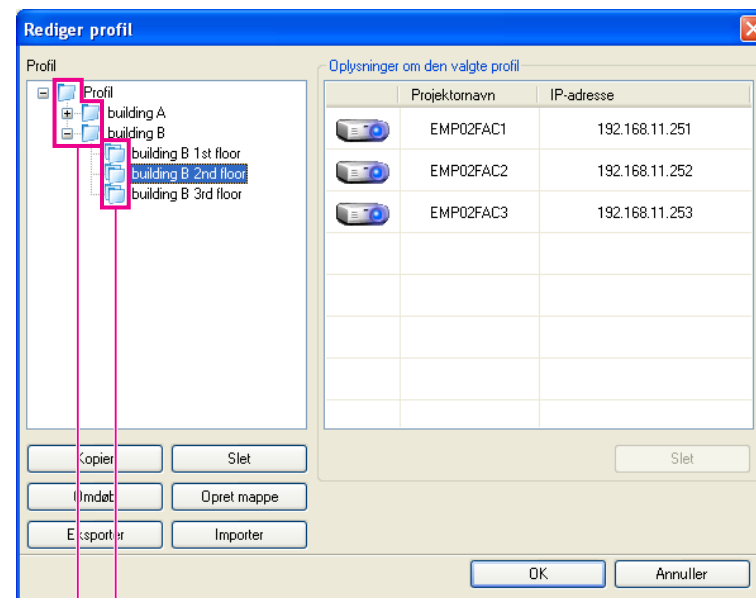 Rediger profil
Profil
Profil
building A
building B
building B 1st floor
building B 2nd floor
building B 3rd floor
Kopier
Slet
Omdøb
Opret mappe
Eksporter
Importer
Oplysninger om den valgte profil
Projektornavn IP-adresse
EMP02FAC1 192.168.11.251
EMP02FAC2 192.168.11.252
EMP02FAC3 192.168.11.253
Slet
OK
Annuller